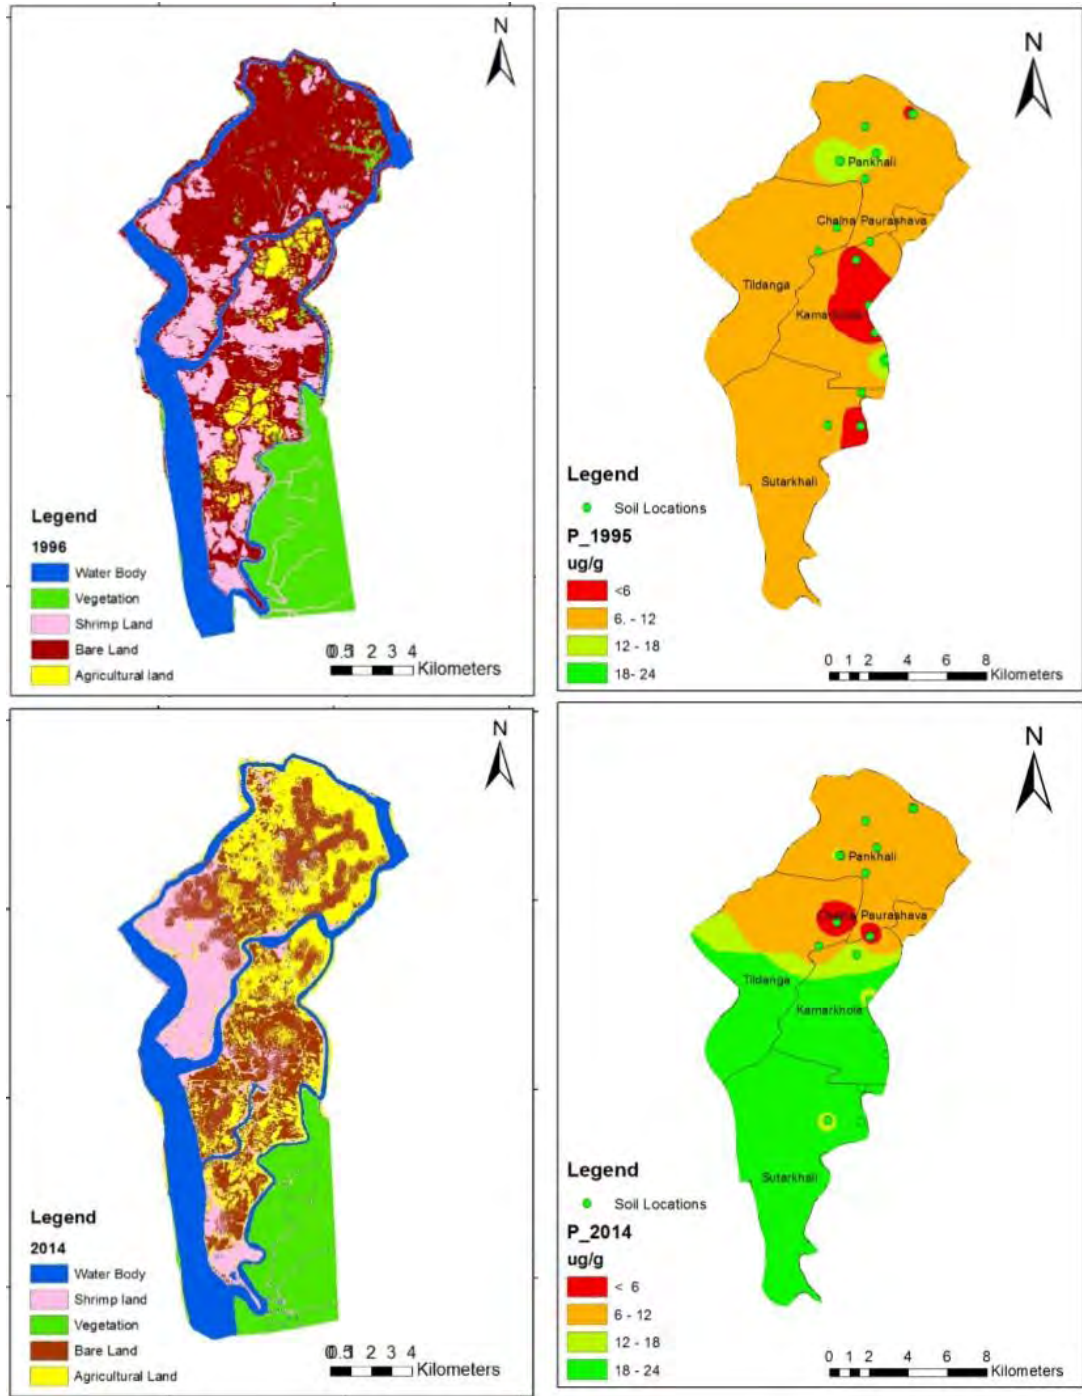 N
Legend
1996
Water Body
Vegetation
Shrimp Land
Bare Land
Agricultural land
2 3 4
Kilometers
N
Pankhali
Chalna Paurashava
Tildanga
Sutarkhali
Legend
Soil Locations
P_1995
ug/g
<6
6. - 12
12 - 18
18- 24
0 1 2 4 6 8
Kilometers
N
Legend
2014
Water Body
Shrimp land
Vegetation
Bare Land
Agricultural Land
1 2 3 4
Kilometers
N
Pankhali
Paurashava
Tildanga
Kamarkhola
Sutarkhali
Legend
Soil Locations
P_2014
ug/g
< 6
6 - 12
12 - 18
18 - 24
0 1 2 4 6 8
Kilometers